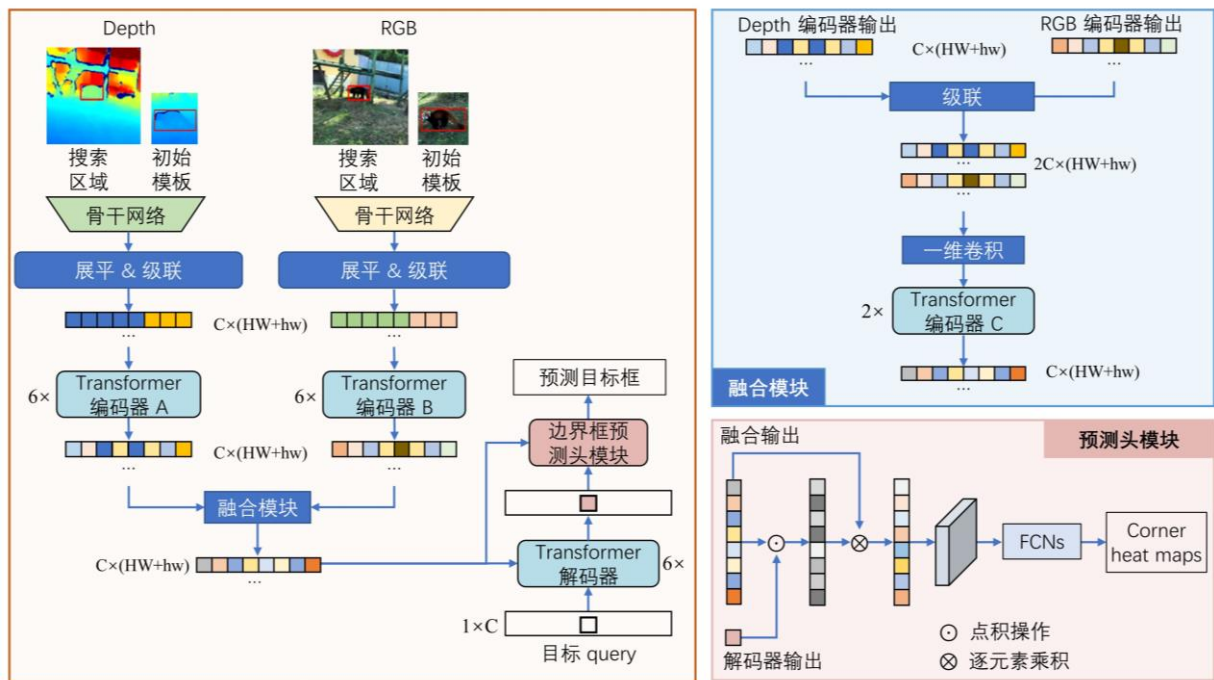 Depth
RGB
搜索
区域
初始
模板
搜索
区域
初始
模板
骨干网络
骨干网络
展平 & 级联
展平 & 级联
C×(HW+hw)
...
...
6×
Transformer
编码器 A
6×
Transformer
编码器 B
C×(HW+hw)
...
...
融合模块
C×(HW+hw)
...
预测目标框
边界框预
测头模块
Transformer
解码器
6×
1×C
目标 query
Depth 编码器输出
RGB 编码器输出
C×(HW+hw)
...
...
级联
...
2C×(HW+hw)
...
一维卷积
2×
Transformer
编码器 C
C×(HW+hw)
...
融合模块
融合输出
预测头模块
FCNs
Corner
heat maps
解码器输出
⊙ 点积操作
⊗ 逐元素乘积